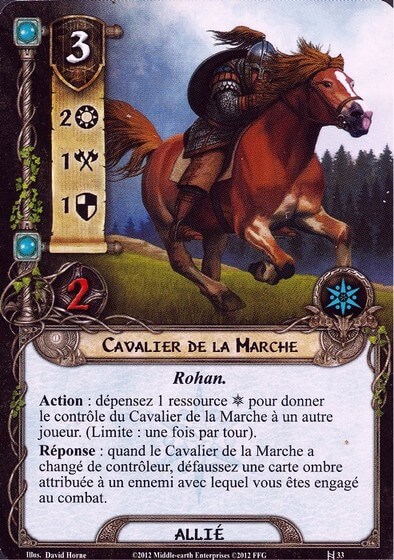 3
2
1
1
2
Cavalier de la Marche
Rohan.
Action : dépensez 1 ressource pour donner
le contrôle du Cavalier de la Marche à un autre
joueur. (Limite : une fois par tour).
Réponse : quand le Cavalier de la Marche a
changé de contrôleur, défaussez une carte ombre
attribuée à un ennemi avec lequel vous êtes engagé
au combat.
ALLIÉ
Illus. David Horne ©2012 Middle-earth Enterprises ©2012 FFG 33